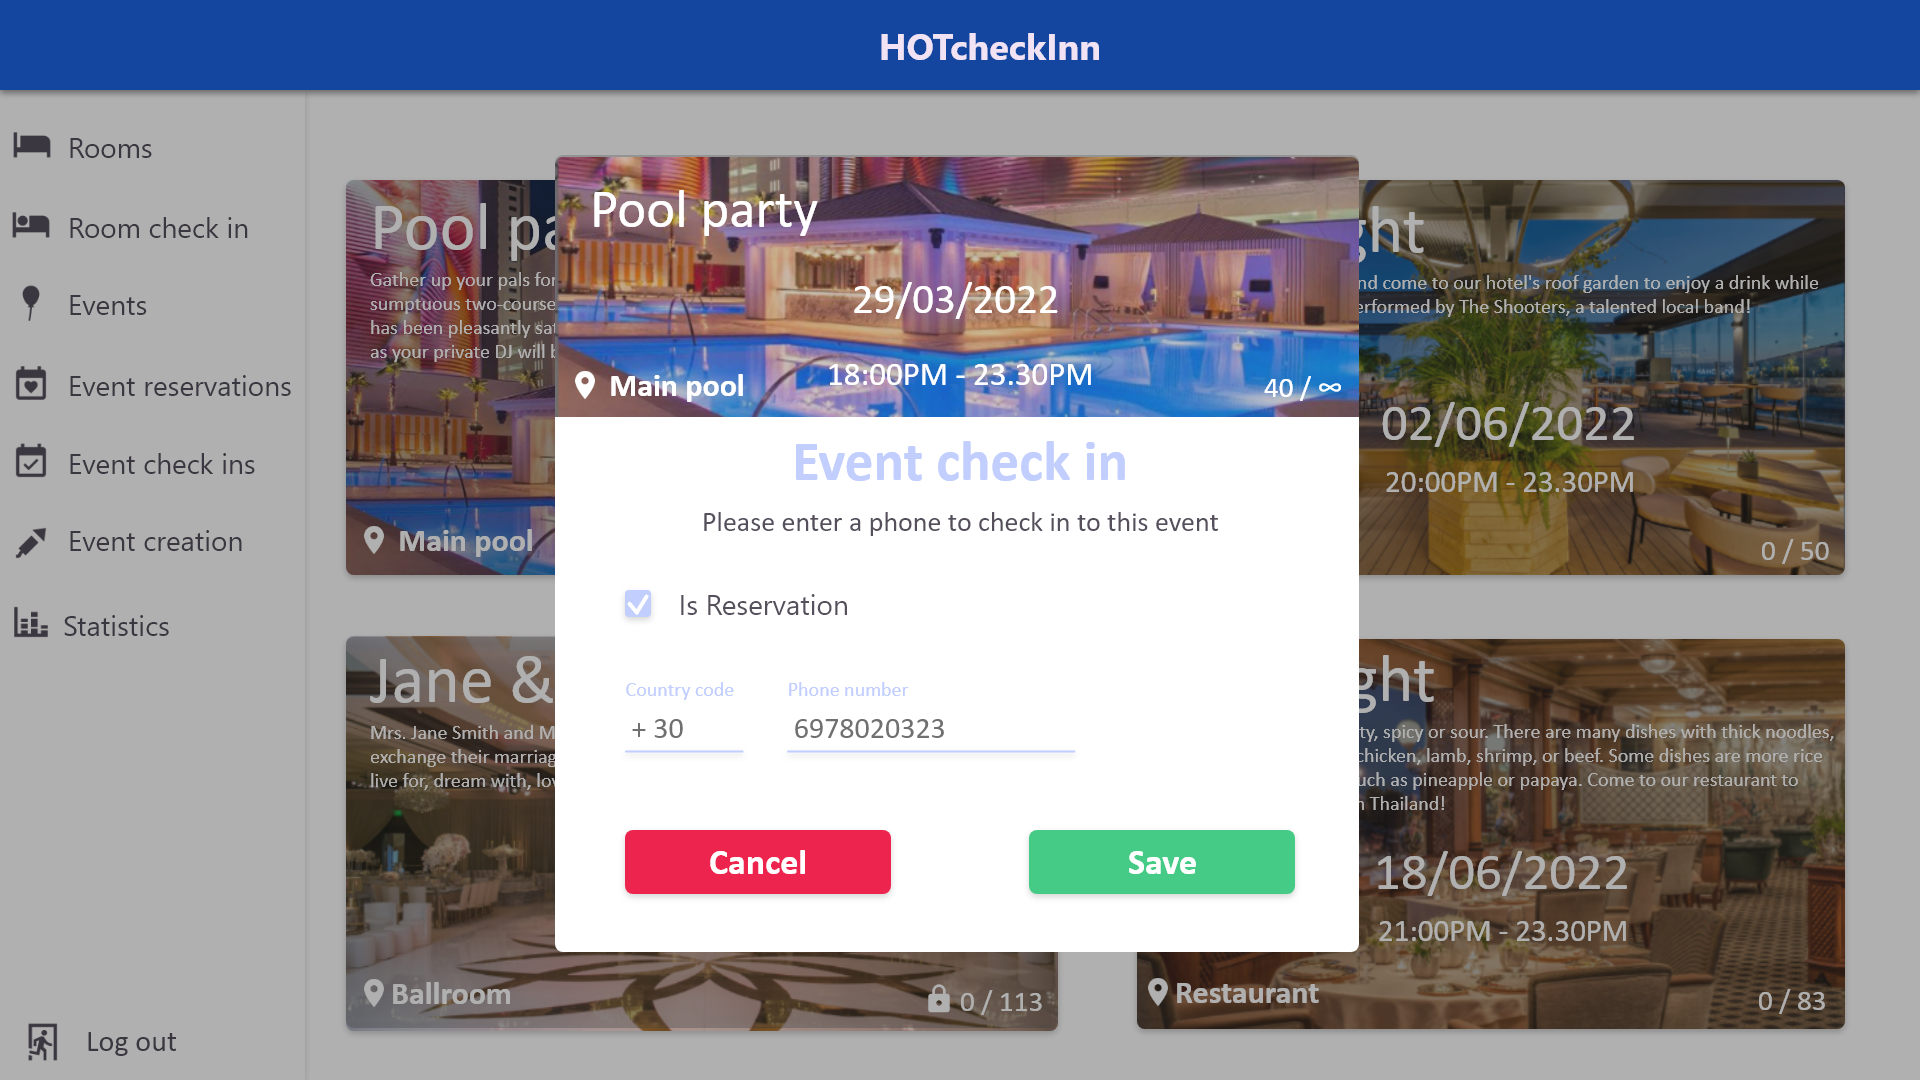 HOTcheckInn
Rooms
Room check in
Events
Event reservations
Event check ins
Event creation
Statistics
Log out
Pool pa
Gather up your pals for
sumptuous two-course
has been pleasantly sat
as your private DJ will b
Main pool
ght
nd come to our hotel's roof garden to enjoy a drink while
erformed by The Shooters, a talented local band!
02/06/2022
20:00PM - 23.30PM
0 / 50
Pool party
29/03/2022
18:00PM - 23.30PM
Main pool
40 / ∞
Event check in
Please enter a phone to check in to this event
Is Reservation
Country code
Phone number
+ 30
6978020323
Cancel
Save
Jane &
Mrs. Jane Smith and M
exchange their marriag
live for, dream with, lov
Ballroom
0 / 113
ght
ty, spicy or sour. There are many dishes with thick noodles,
chicken, lamb, shrimp, or beef. Some dishes are more rice
uch as pineapple or papaya. Come to our restaurant to
n Thailand!
18/06/2022
21:00PM - 23.30PM
Restaurant
0 / 83